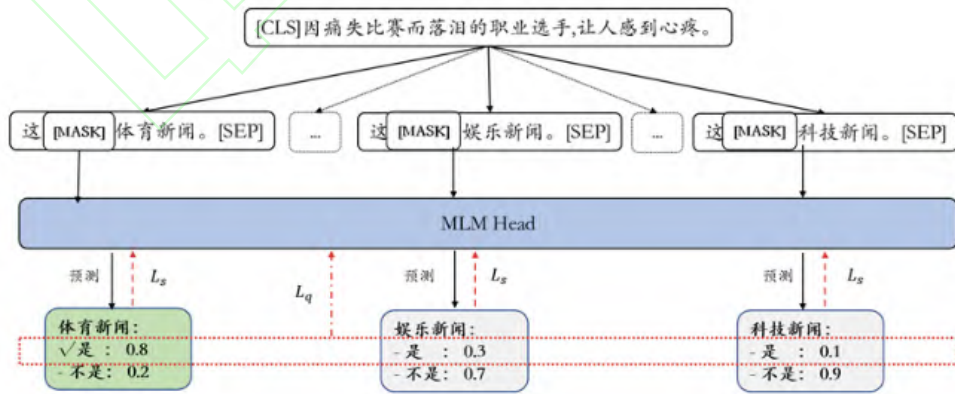 [CLS]因痛失比赛而落泪的职业选手,让人感到心疼。
这 [MASK] 体育新闻。[SEP]
...
这 [MASK] 娱乐新闻。[SEP]
...
这 [MASK] 科技新闻。[SEP]
MLM Head
预测
Ls
Lq
预测
Ls
预测
Ls
体育新闻:
√是 : 0.8
-不是: 0.2
娱乐新闻:
-是 : 0.3
-不是: 0.7
科技新闻:
-是 : 0.1
-不是: 0.9